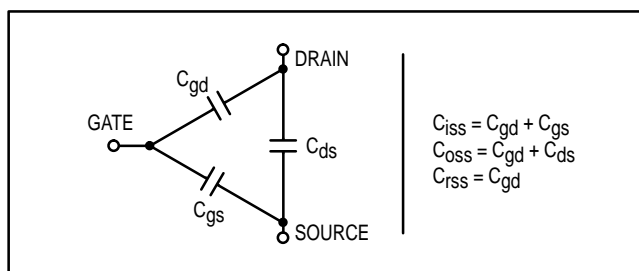 DRAIN
Cgd
GATE
Cds
Cgs
SOURCE
Ciss = Cgd + Cgs
Coss = Cgd + Cds
Crss = Cgd